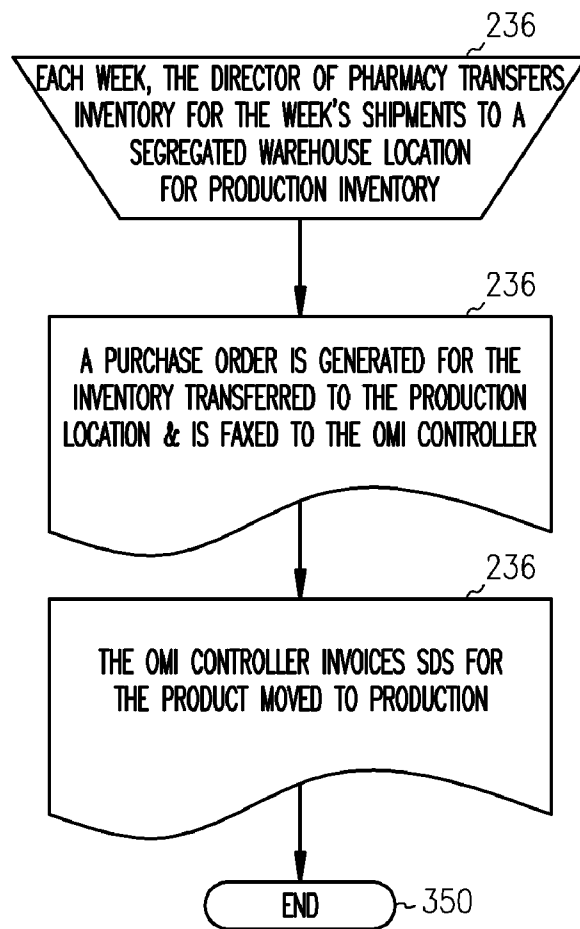 236
EACH WEEK, THE DIRECTOR OF PHARMACY TRANSFERS
INVENTORY FOR THE WEEK'S SHIPMENTS TO A
SEGREGATED WAREHOUSE LOCATION
FOR PRODUCTION INVENTORY
236
A PURCHASE ORDER IS GENERATED FOR THE
INVENTORY TRANSFERRED TO THE PRODUCTION
LOCATION & IS FAXED TO THE OMI CONTROLLER
236
THE OMI CONTROLLER INVOICES SDS FOR
THE PRODUCT MOVED TO PRODUCTION
END 350